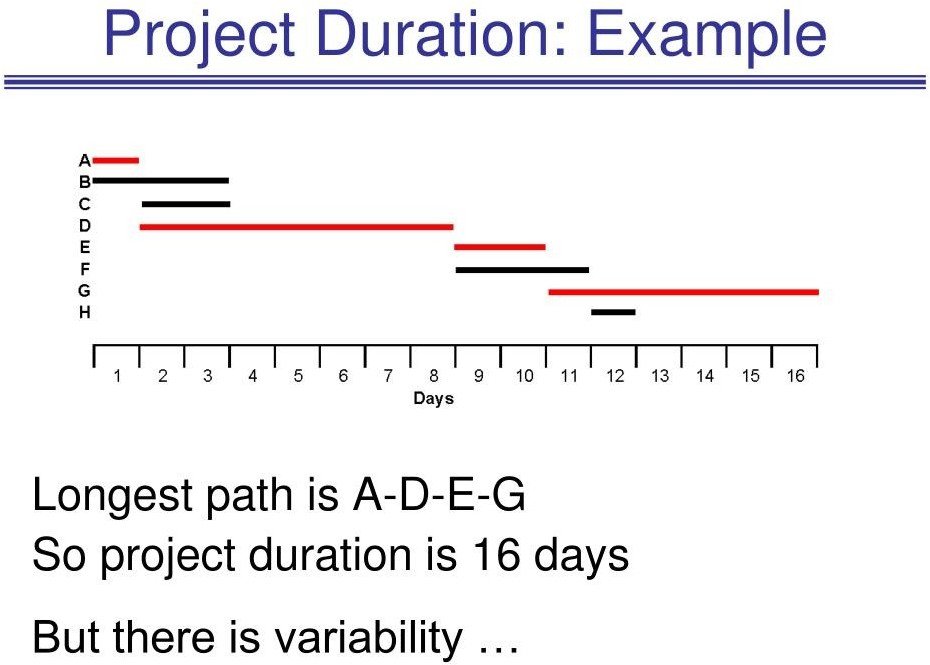 Project Duration: Example
A
B
C
D
E
F
G
H
1 2 3 4 5 6 7 8 9 10 11 12 13 14 15 16
Days
Longest path is A-D-E-G
So project duration is 16 days
But there is variability …